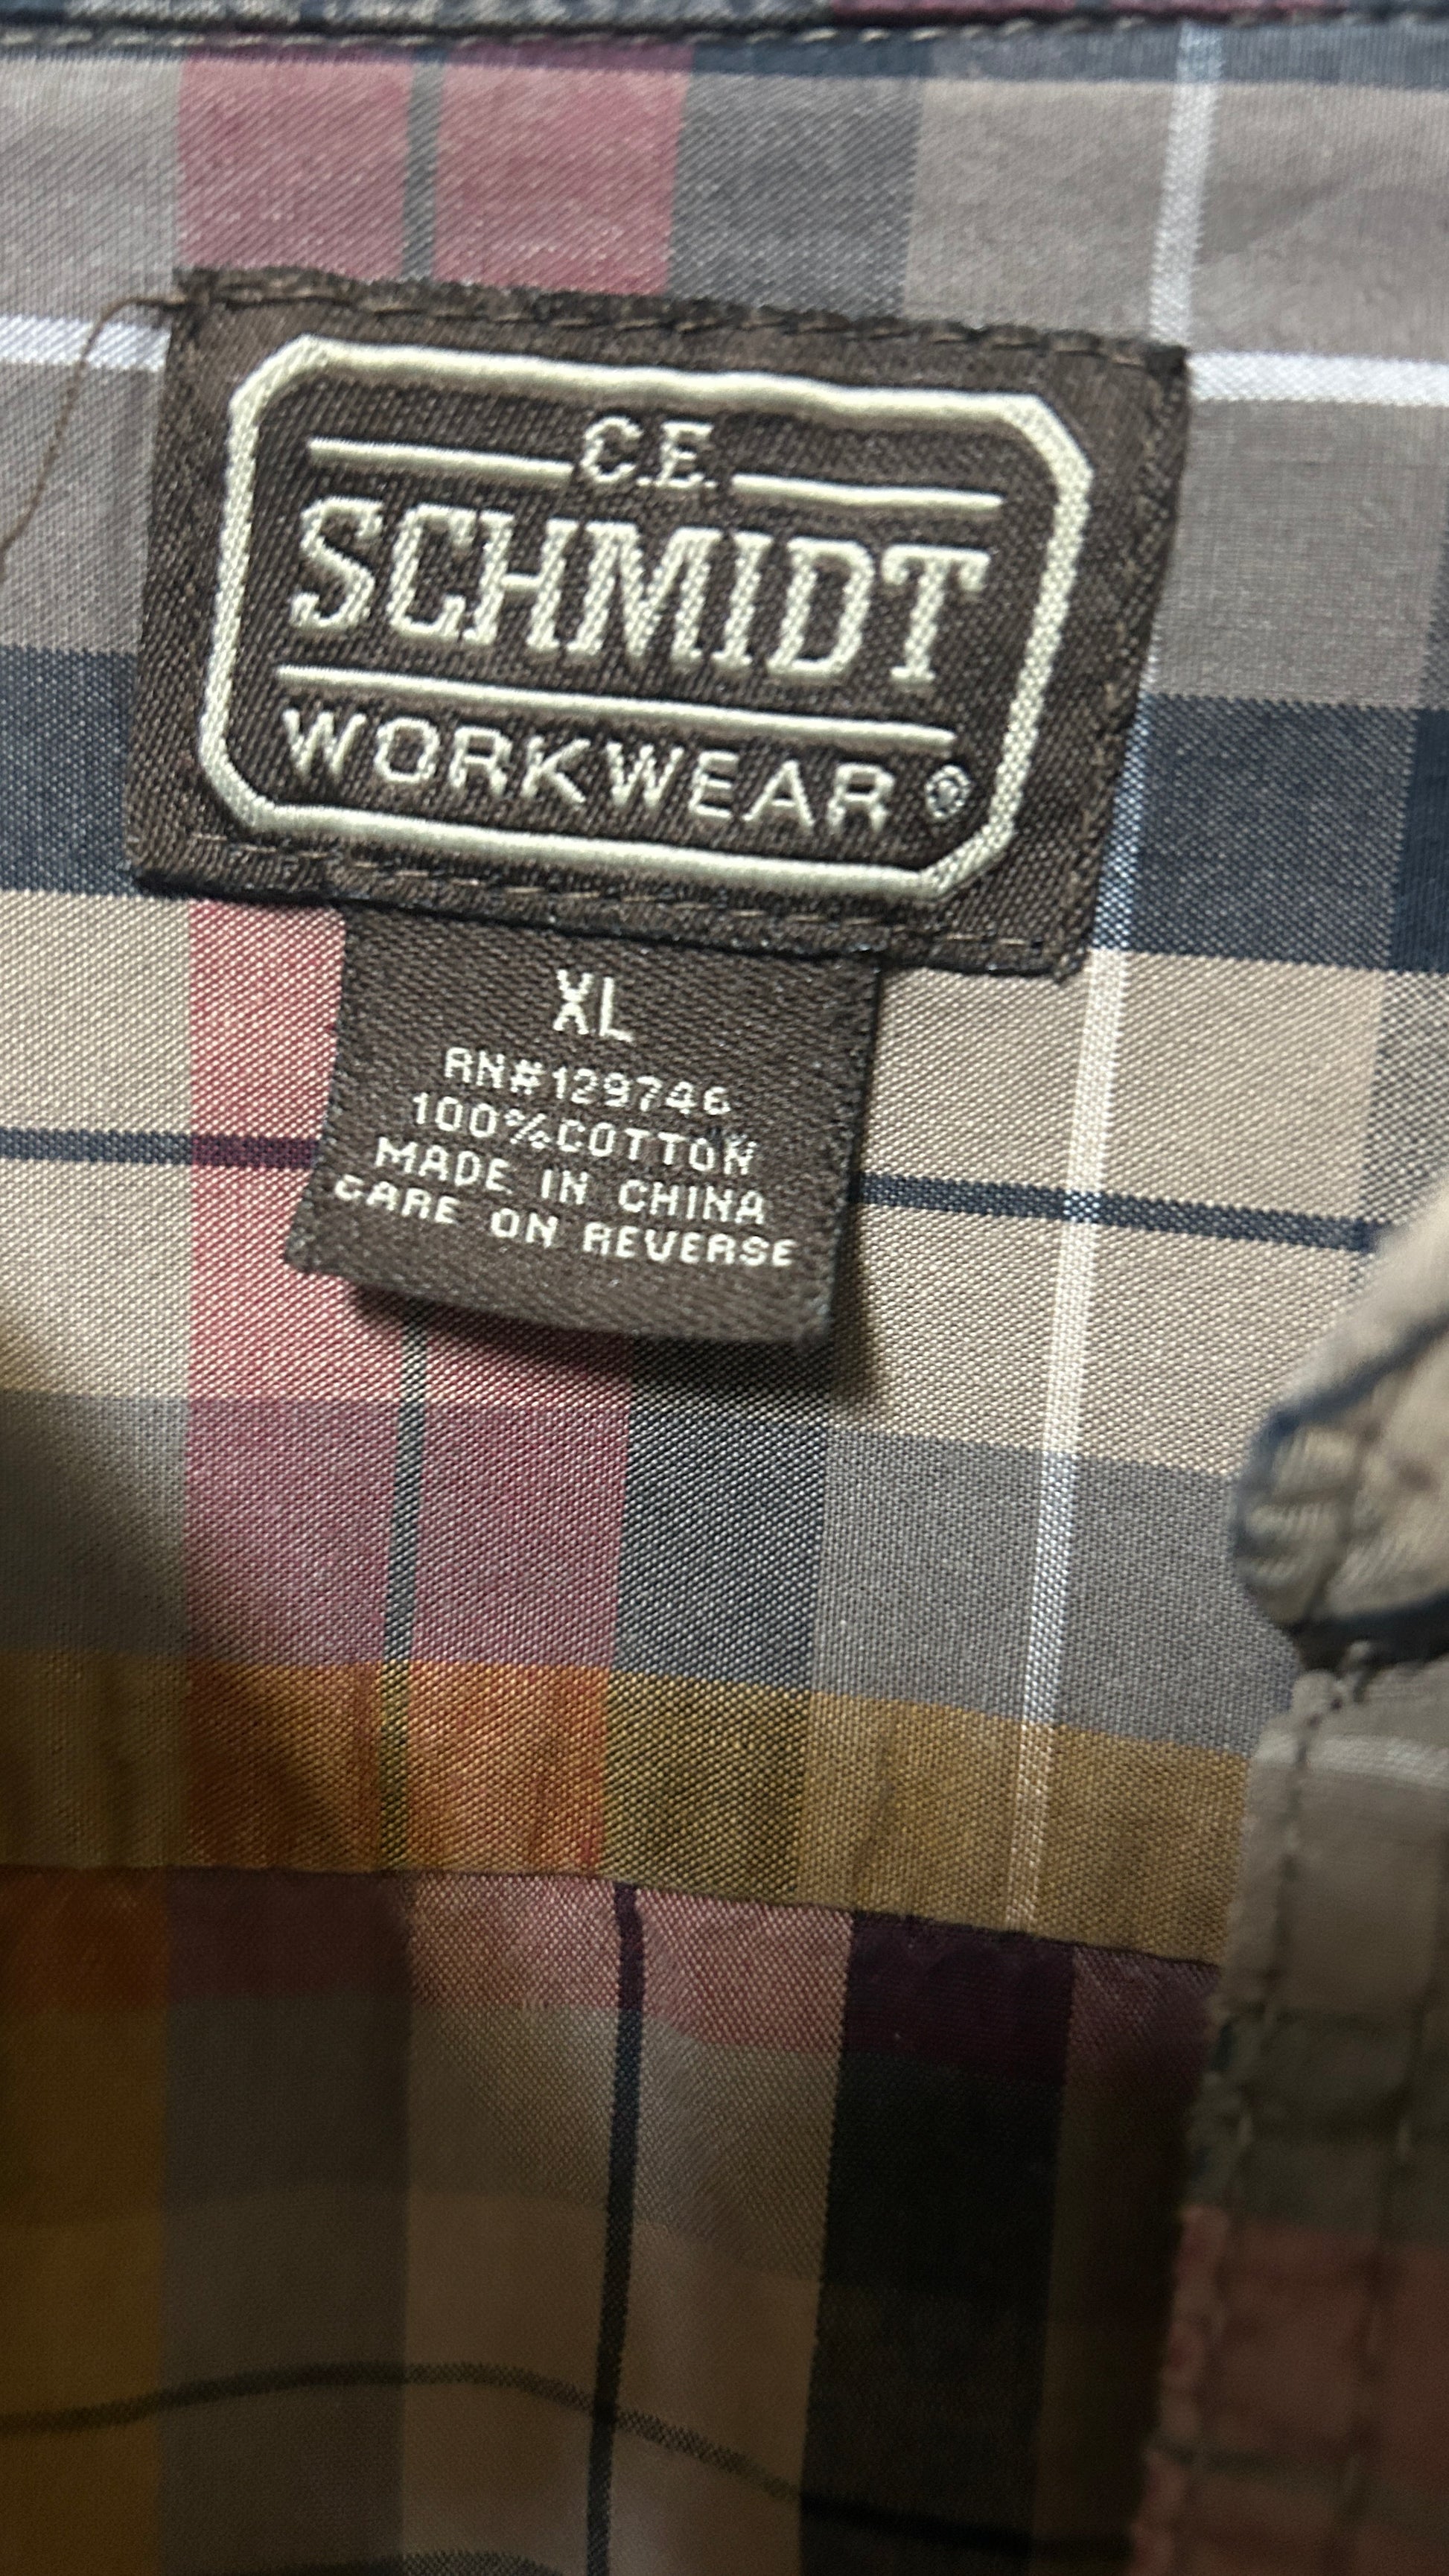 C.E.
SCHMIDT
WORKWEAR®
XL
RN#129746
100%COTTON
MADE IN CHINA
CARE ON REVERSE